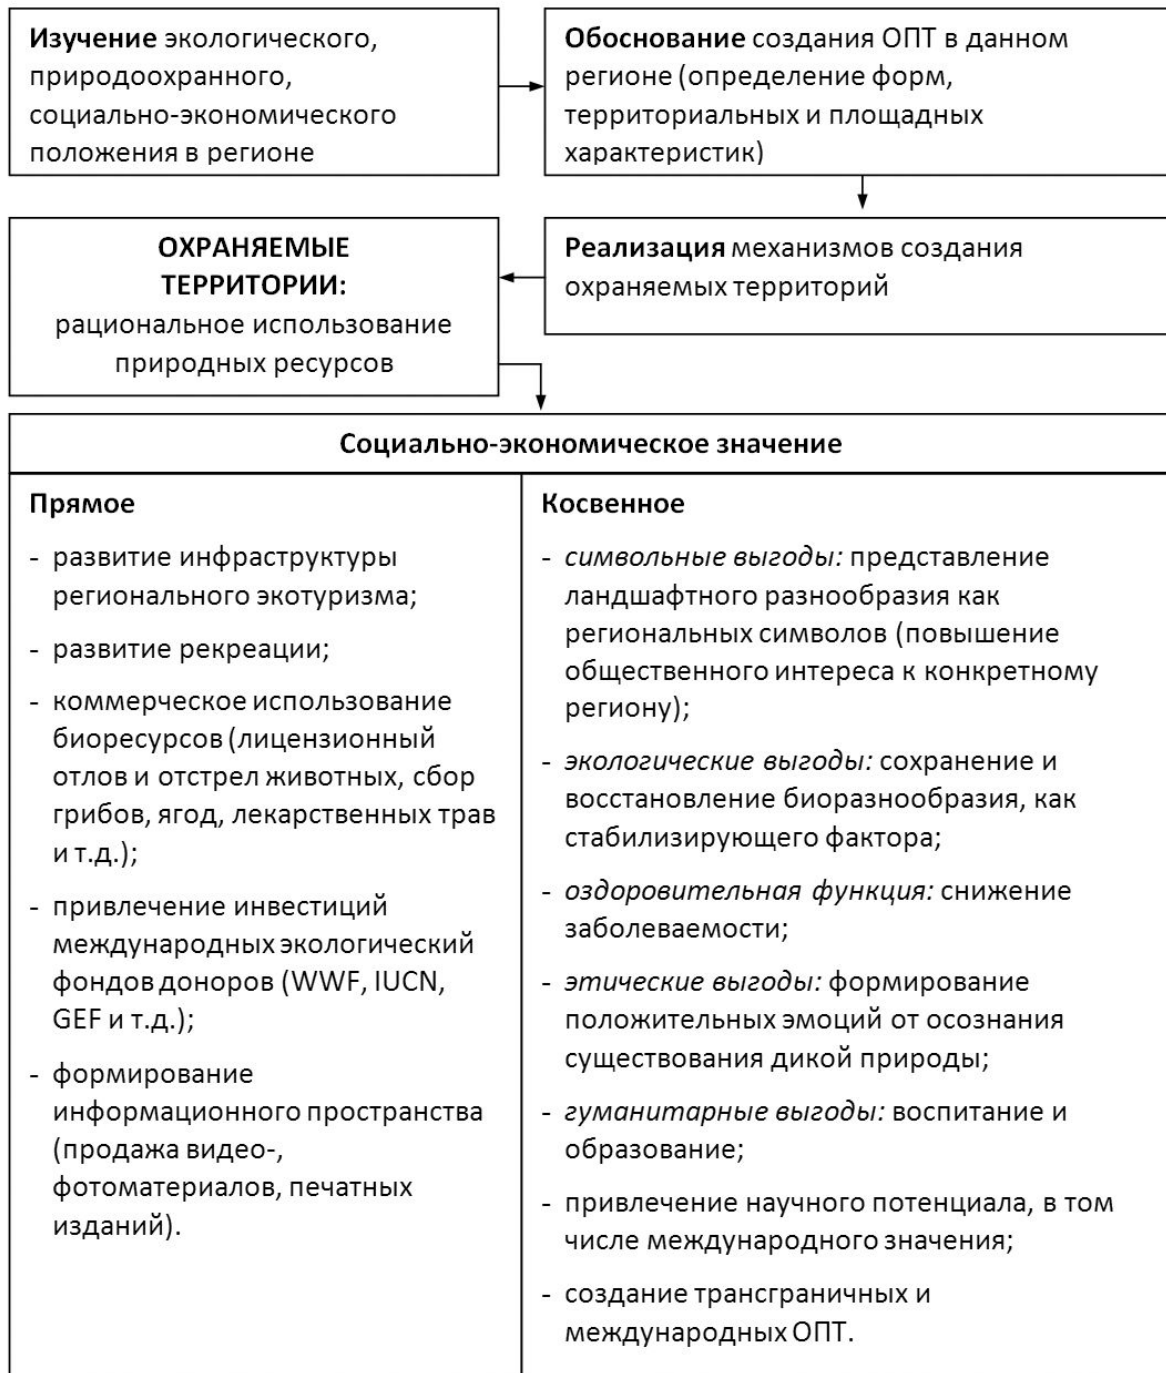 Изучение экологического,
природоохранного,
социально-экономического
положения в регионе
Обоснование создания ОПТ в данном
регионе (определение форм,
территориальных и площадных
характеристик)
Реализация механизмов создания
охраняемых территорий
ОХРАНЯЕМЫЕ
ТЕРРИТОРИИ:
рациональное использование
природных ресурсов
Социально-экономическое значение
Прямое
- развитие инфраструктуры
регионального экотуризма;
- развитие рекреации;
- коммерческое использование
биоресурсов (лицензионный
отлов и отстрел животных, сбор
грибов, ягод, лекарственных трав
и т.д.);
- привлечение инвестиций
международных экологический
фондов доноров (WWF, IUCN,
GEF и т.д.);
- формирование
информационного пространства
(продажа видео-,
фотоматериалов, печатных
изданий).
Косвенное
- символьные выгоды: представление
ландшафтного разнообразия как
региональных символов (повышение
общественного интереса к конкретному
региону);
- экологические выгоды: сохранение и
восстановление биоразнообразия, как
стабилизирующего фактора;
- оздоровительная функция: снижение
заболеваемости;
- этические выгоды: формирование
положительных эмоций от осознания
существования дикой природы;
- гуманитарные выгоды: воспитание и
образование;
- привлечение научного потенциала, в том
числе международного значения;
- создание трансграничных и
международных ОПТ.